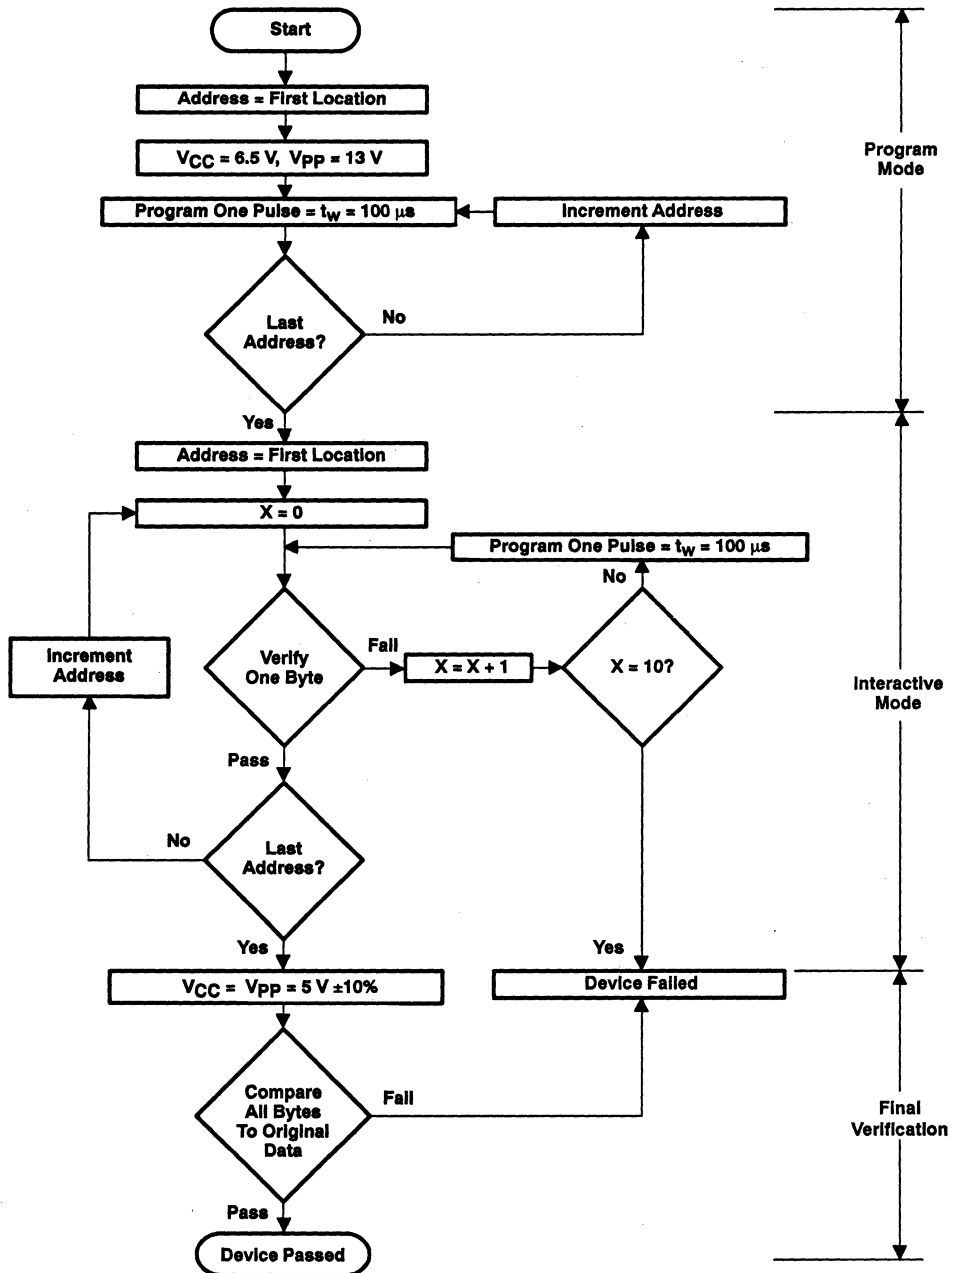 Start
Address = First Location
VCC = 6.5 V, VPP = 13 V
Program One Pulse = tw = 100 μs
Increment Address
Program
Mode
Last
Address?
No
Yes
Address = First Location
X = 0
Program One Pulse = tw = 100 μs
No
Increment
Address
Verify
One Byte
Fail
X = X + 1
X = 10?
Interactive
Mode
Pass
No
Last
Address?
Yes
Yes
VCC = VPP = 5 V ±10%
Device Failed
Compare
All Bytes
To Original
Data
Fail
Final
Verification
Pass
Device Passed